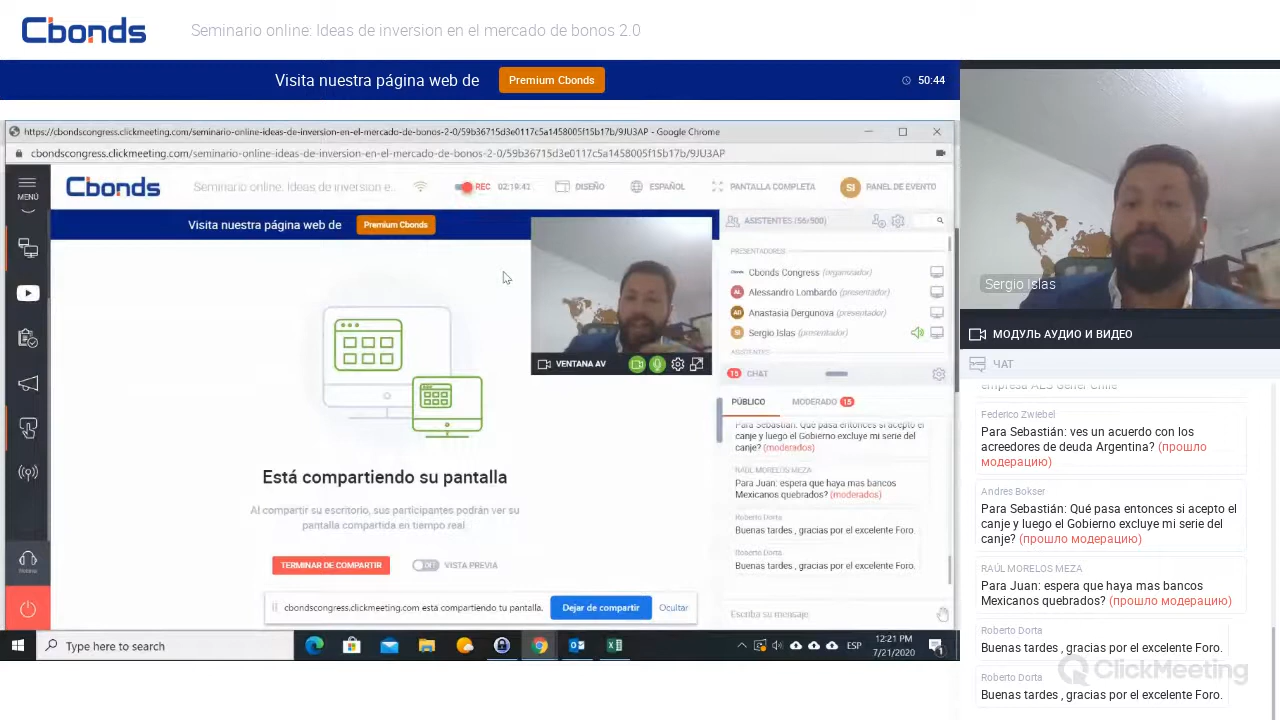 Cbonds
Seminario online: Ideas de inversion en el mercado de bonos 2.0
Visita nuestra página web de
Premium Cbonds
50:44
https://cbondscongress.clickmeeting.com/seminario-online-ideas-de-inversion-en-el-mercado-de-bonos-2-0/59b36715d3e0117c5a1458005f15b17b/9JU3AP - Google Chrome
cbondscongress.clickmeeting.com/seminario-online-ideas-de-inversion-en-el-mercado-de-bonos-2-0/59b36715d3e0117c5a1458005f15b17b/9JU3AP
MENÚ
Cbonds
Seminario online: Ideas de inversion e...
REC 02:19:41
DISEÑO
ESPAÑOL
PANTALLA COMPLETA
SI
PANEL DE EVENTO
Visita nuestra página web de
Premium Cbonds
ASISTENTES (56/500)
PRESENTADORES
Cbonds Congress (organizador)
AL Alessandro Lombardo (presentador)
AD Anastasia Dergunova (presentador)
SI Sergio Islas (presentador)
ASISTENTES
VENTANA AV
15 CHAT
PÚBLICO
MODERADO 15
Para Sebastián: Qué pasa entonces si acepto el
canje y luego el Gobierno excluye mi serie del
canje? (moderados)
RAÚL MORELOS MEZA
Para Juan: espera que haya mas bancos
Mexicanos quebrados? (moderados)
Roberto Dorta
Buenas tardes , gracias por el excelente Foro.
Roberto Dorta
Buenas tardes , gracias por el excelente Foro.
Escriba su mensaje
Está compartiendo su pantalla
Al compartir su escritorio, sus participantes podrán ver su
pantalla compartida en tiempo real
TERMINAR DE COMPARTIR
OFF
VISTA PREVIA
cbondscongress.clickmeeting.com está compartiendo tu pantalla.
Dejar de compartir
Ocultar
Type here to search
ESP
12:21 PM
7/21/2020
1
Sergio Islas
МОДУЛЬ АУДИО И ВИДЕО
ЧАТ
empresa AES Gener Chile
Federico Zwiebel
Para Sebastián: ves un acuerdo con los
acreedores de deuda Argentina? (прошло
модерацию)
Andres Bokser
Para Sebastián: Qué pasa entonces si acepto el
canje y luego el Gobierno excluye mi serie del
canje? (прошло модерацию)
RAÚL MORELOS MEZA
Para Juan: espera que haya mas bancos
Mexicanos quebrados? (прошло модерацию)
Roberto Dorta
Buenas tardes , gracias por el excelente Foro.
Roberto Dorta
Buenas tardes , gracias por el excelente Foro.
ClickMeeting